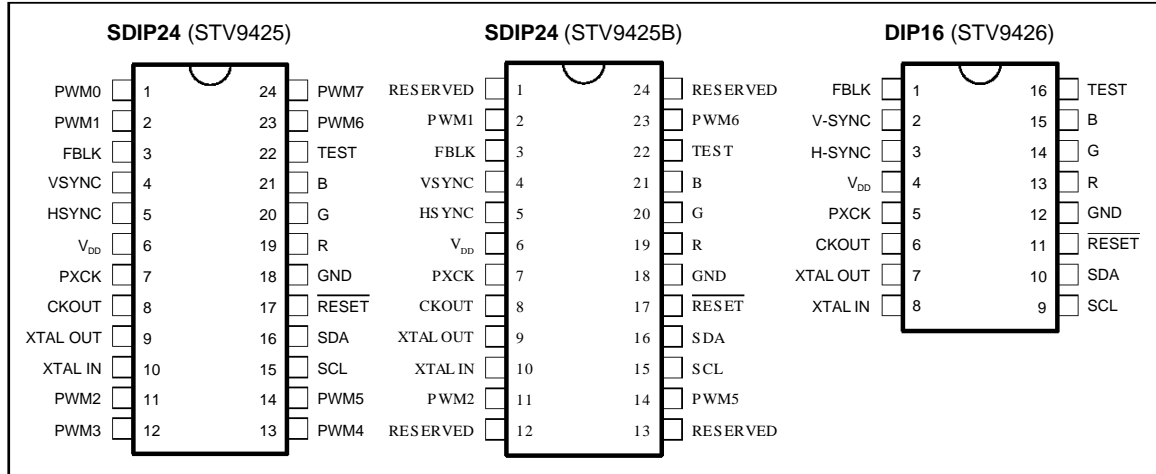 SDIP24 (STV9425)
PWM0 1 24 PWM7
PWM1 2 23 PWM6
FBLK 3 22 TEST
VSYNC 4 21 B
HSYNC 5 20 G
VDD 6 19 R
PXCK 7 18 GND
CKOUT 8 17 RESET
XTAL OUT 9 16 SDA
XTAL IN 10 15 SCL
PWM2 11 14 PWM5
PWM3 12 13 PWM4
SDIP24 (STV9425B)
RESERVED 1 24 RESERVED
PWM1 2 23 PWM6
FBLK 3 22 TEST
VSYNC 4 21 B
HSYNC 5 20 G
VDD 6 19 R
PXCK 7 18 GND
CKOUT 8 17 RESET
XTAL OUT 9 16 SDA
XTAL IN 10 15 SCL
PWM2 11 14 PWM5
RESERVED 12 13 RESERVED
DIP16 (STV9426)
FBLK 1 16 TEST
V-SYNC 2 15 B
H-SYNC 3 14 G
VDD 4 13 R
PXCK 5 12 GND
CKOUT 6 11 RESET
XTAL OUT 7 10 SDA
XTAL IN 8 9 SCL